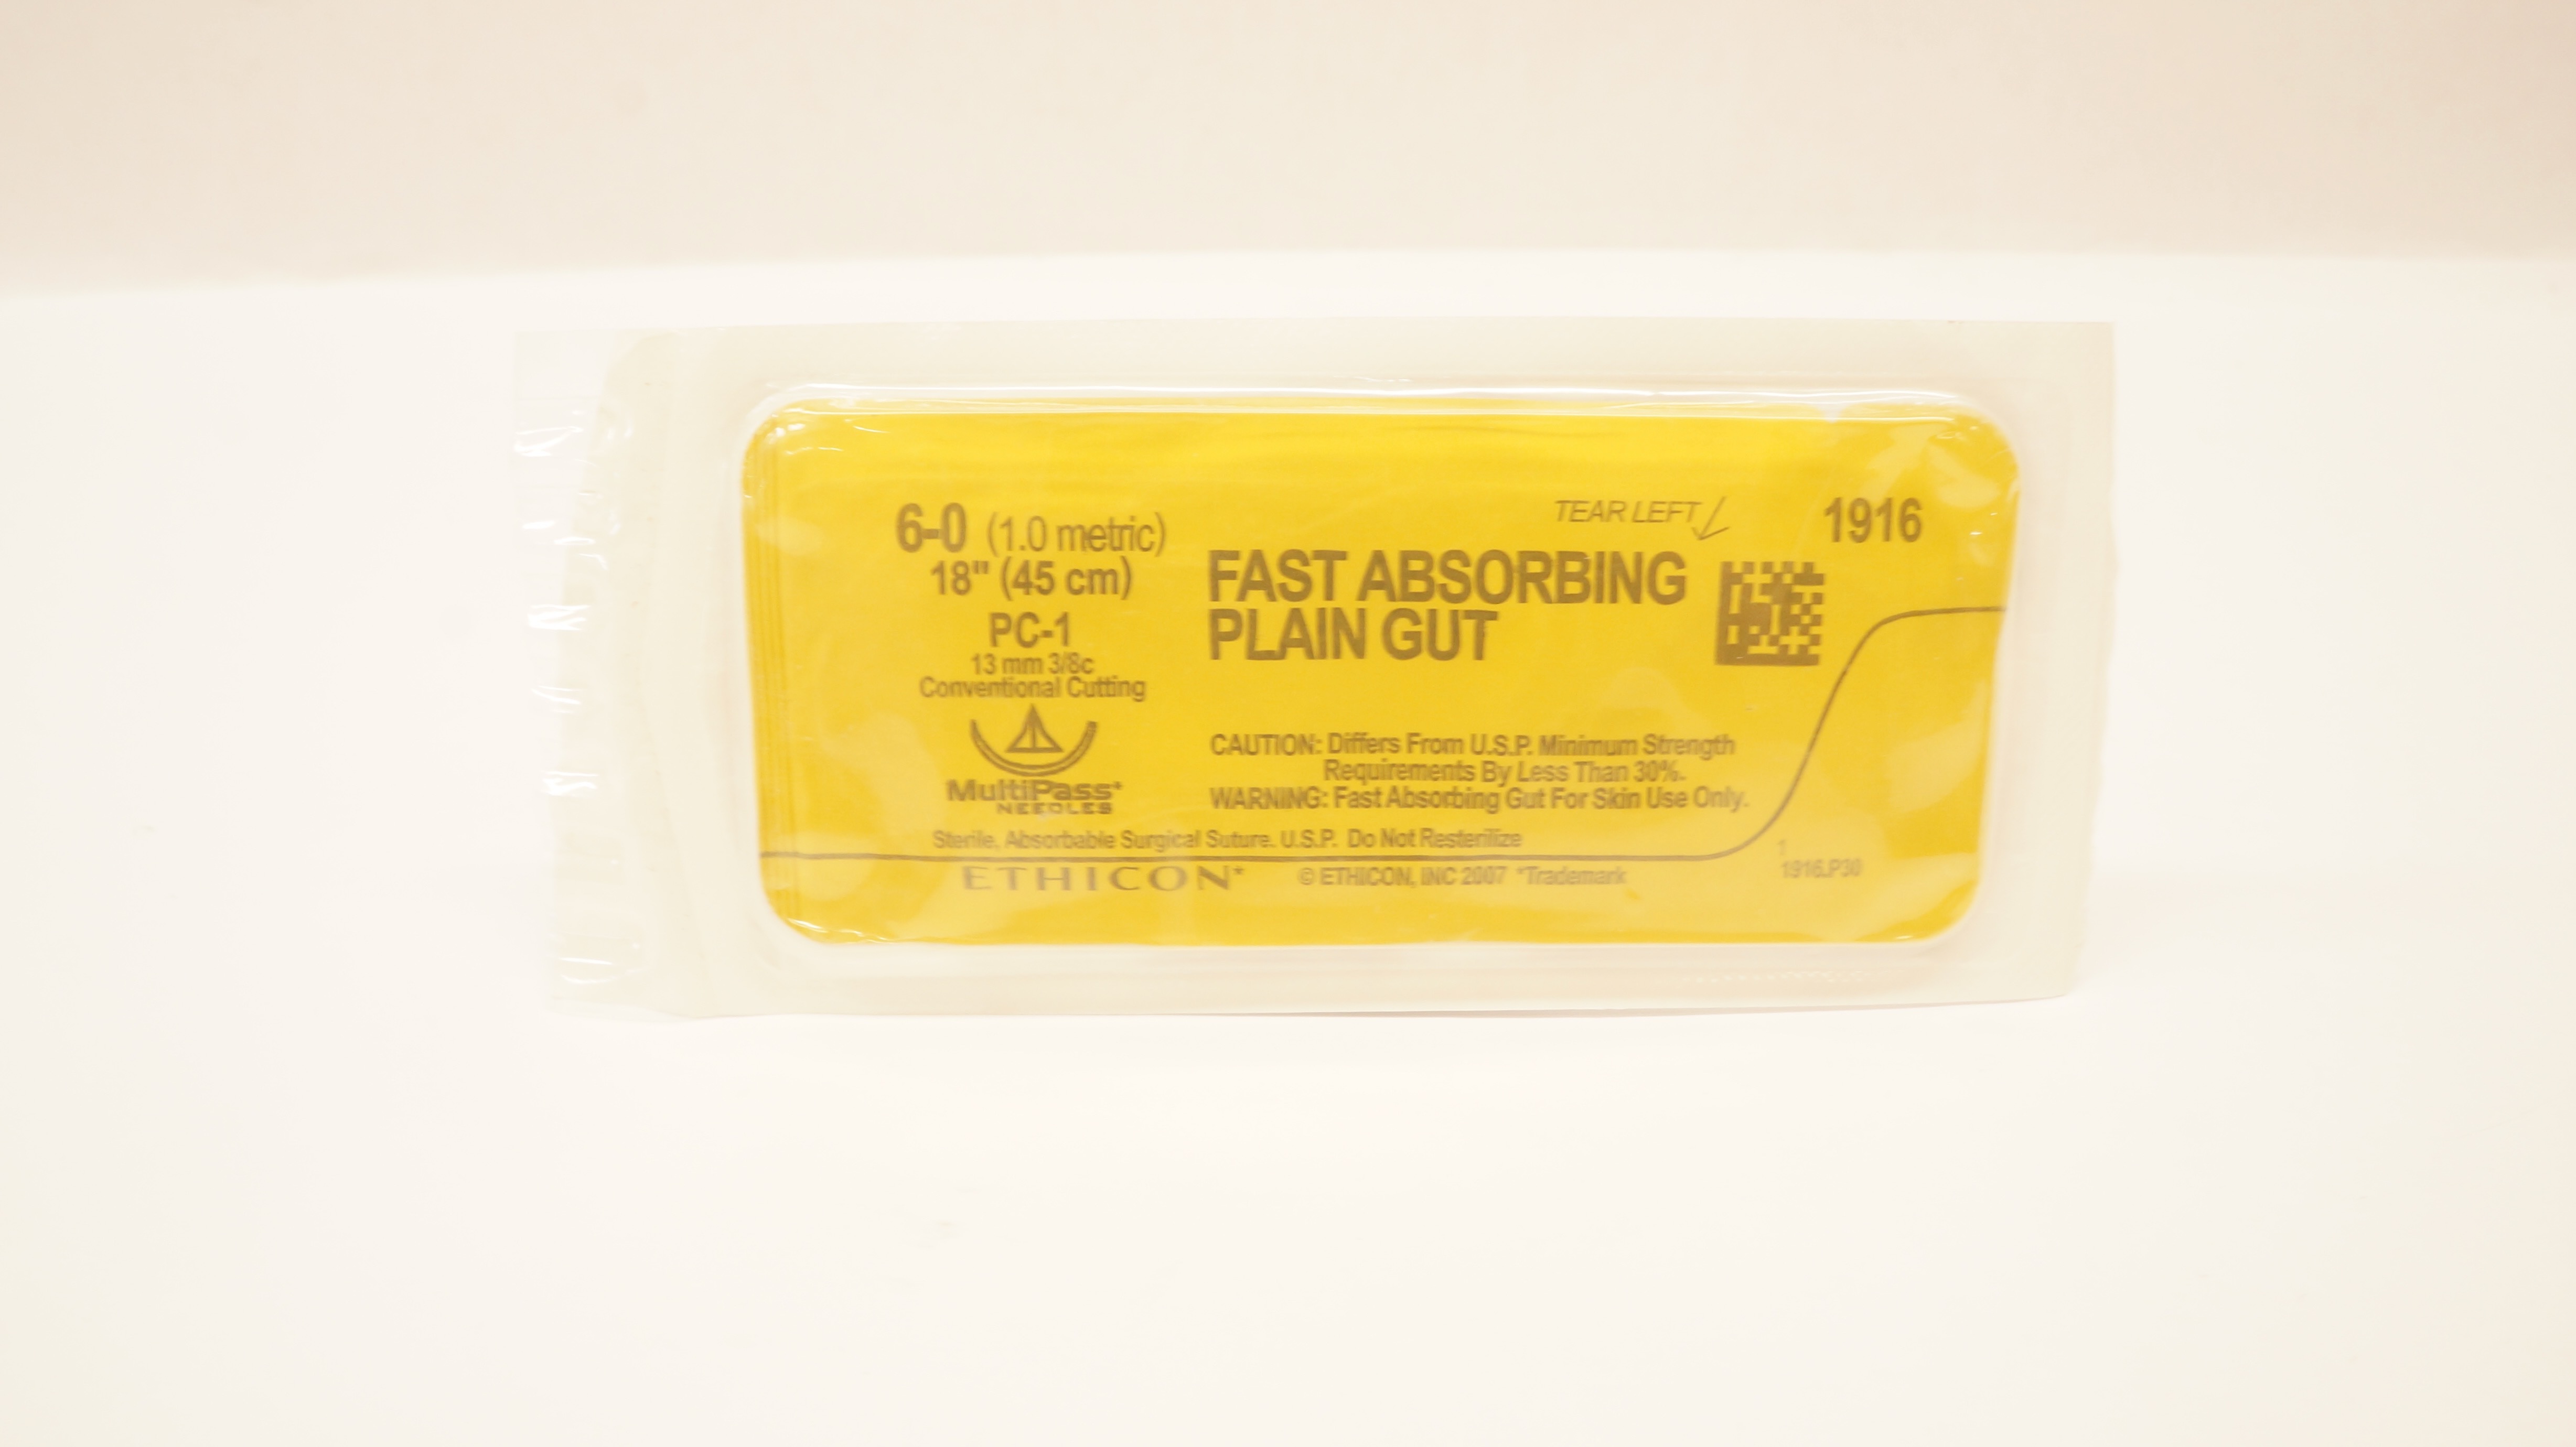 6-0 (1.0 metric)
18" (45 cm)
PC-1
13 mm 3/8c
Conventional Cutting
MultiPass*
NEEDLES
TEAR LEFT
1916
FAST ABSORBING
PLAIN GUT
CAUTION: Differs From U.S.P. Minimum Strength
Requirements By Less Than 30%.
WARNING: Fast Absorbing Gut For Skin Use Only.
Sterile, Absorbable Surgical Suture. U.S.P. Do Not Resterilize
ETHICON* © ETHICON, INC 2007 *Trademark
1
1916.P30